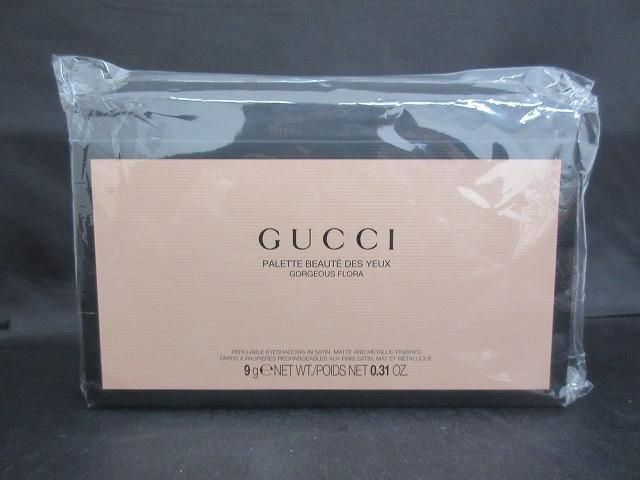 GUCCI
PALETTE BEAUTÉ DES YEUX
GORGEOUS FLORA
REFILLABLE EYESHADOWS IN SATIN, MATTE AND METALLIC FINISHES
FARDS À PAUPIÈRES RECHARGEABLES AUX FINIS SATIN, MAT ET MÉTALLIQUE
9 g ℮ NET WT./POIDS NET 0.31 OZ.